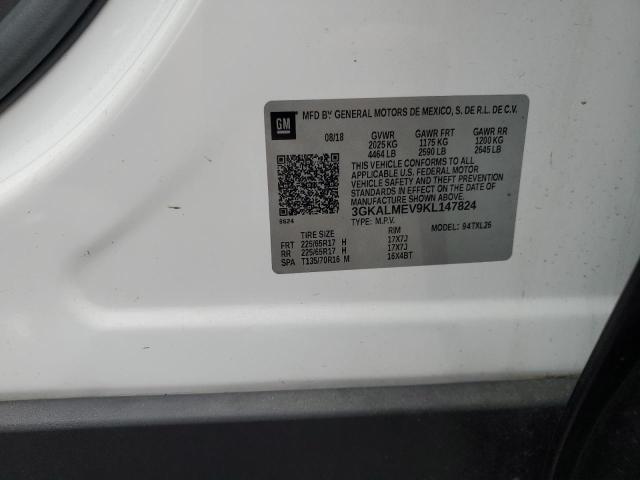 GM
MFD BY GENERAL MOTORS DE MEXICO, S. DE R.L. DE C.V.
08/18 GVWR GAWR FRT GAWR RR
2025 KG 1175 KG 1200 KG
4464 LB 2590 LB 2645 LB
THIS VEHICLE CONFORMS TO ALL
APPLICABLE U.S. FEDERAL MOTOR
VEHICLE SAFETY AND THEFT PREVENTION
STANDARDS IN EFFECT ON THE DATE OF
MANUFACTURE SHOWN ABOVE.
3GKALMEV9KL147824
TYPE: M.P.V. MODEL: 94TXL26
8624
TIRE SIZE RIM
FRT 225/65R17 H 17X7J
RR 225/65R17 H 17X7J
SPA T135/70R16 M 16X4BT